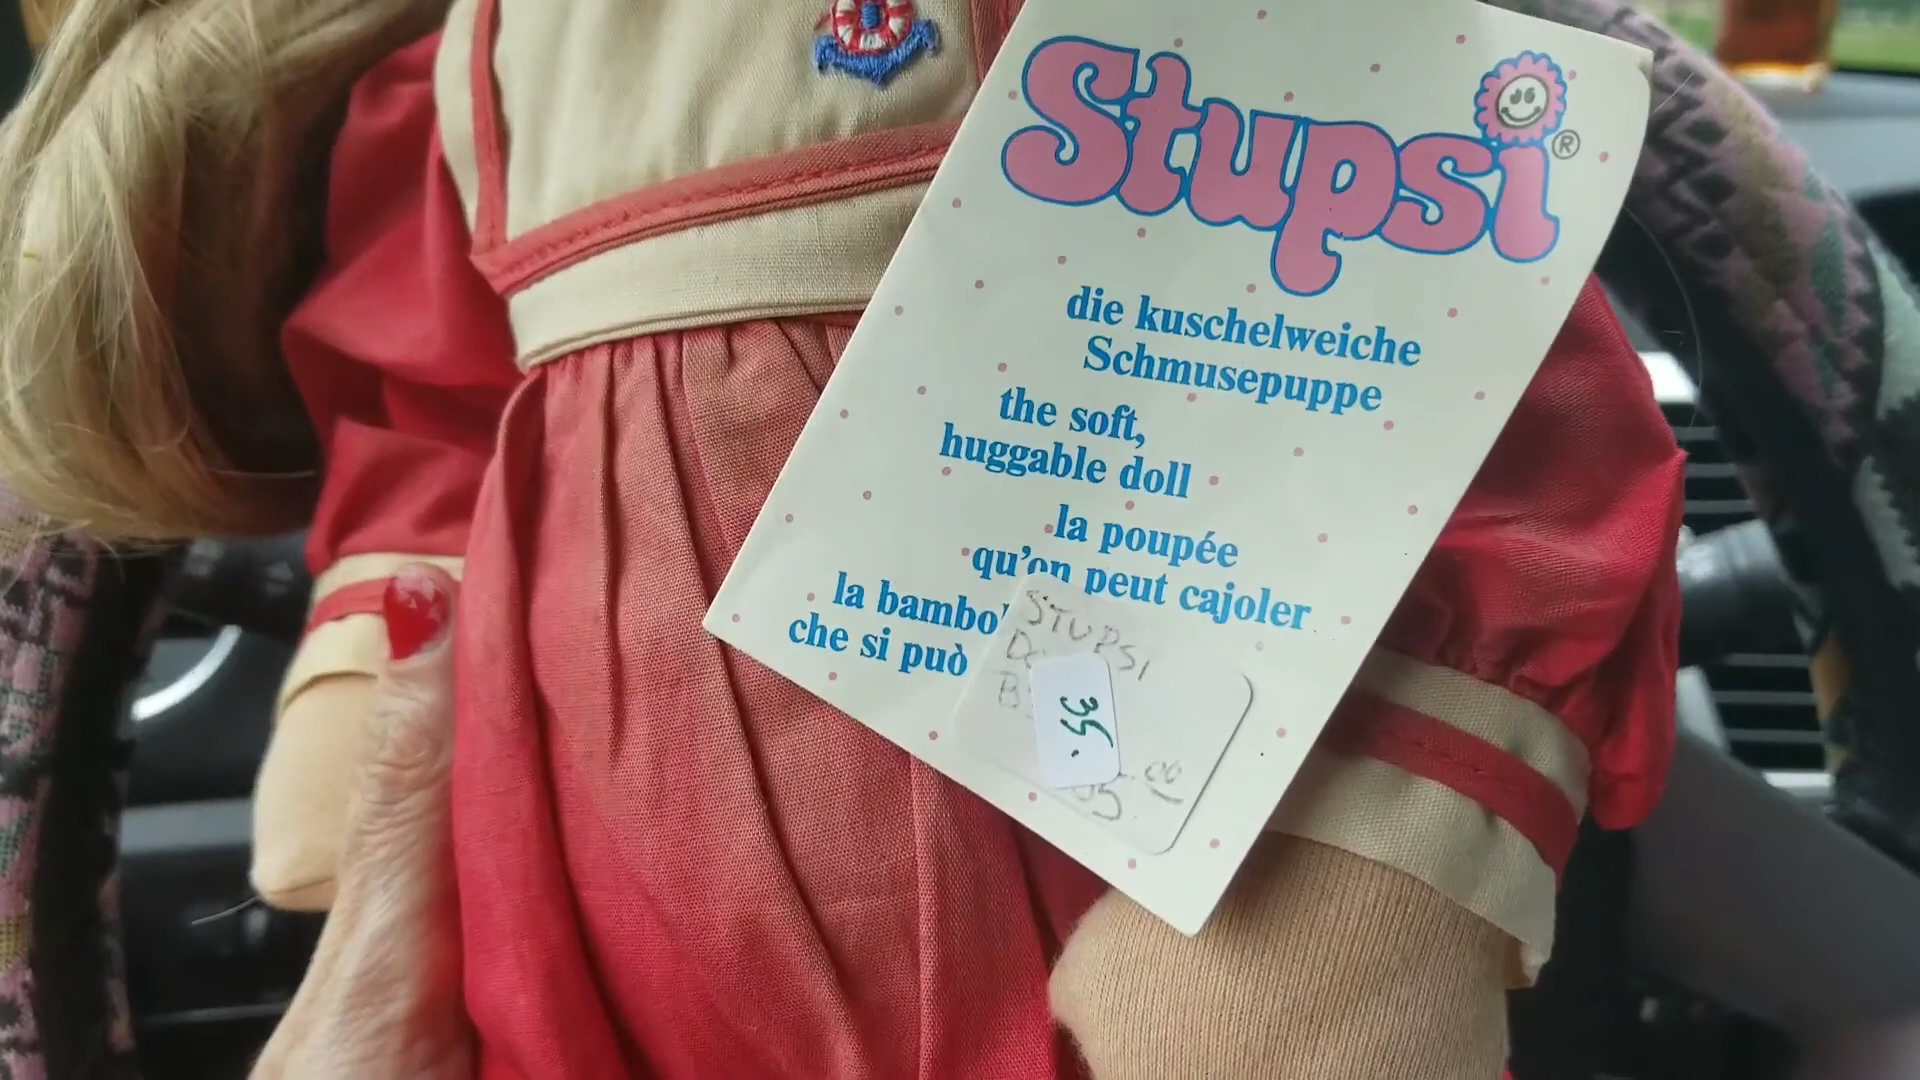 Stupsi®
die kuschelweiche
Schmusepuppe
the soft,
huggable doll
la poupée
qu'on peut cajoler
la bambo
che si può
STUPSI
35.